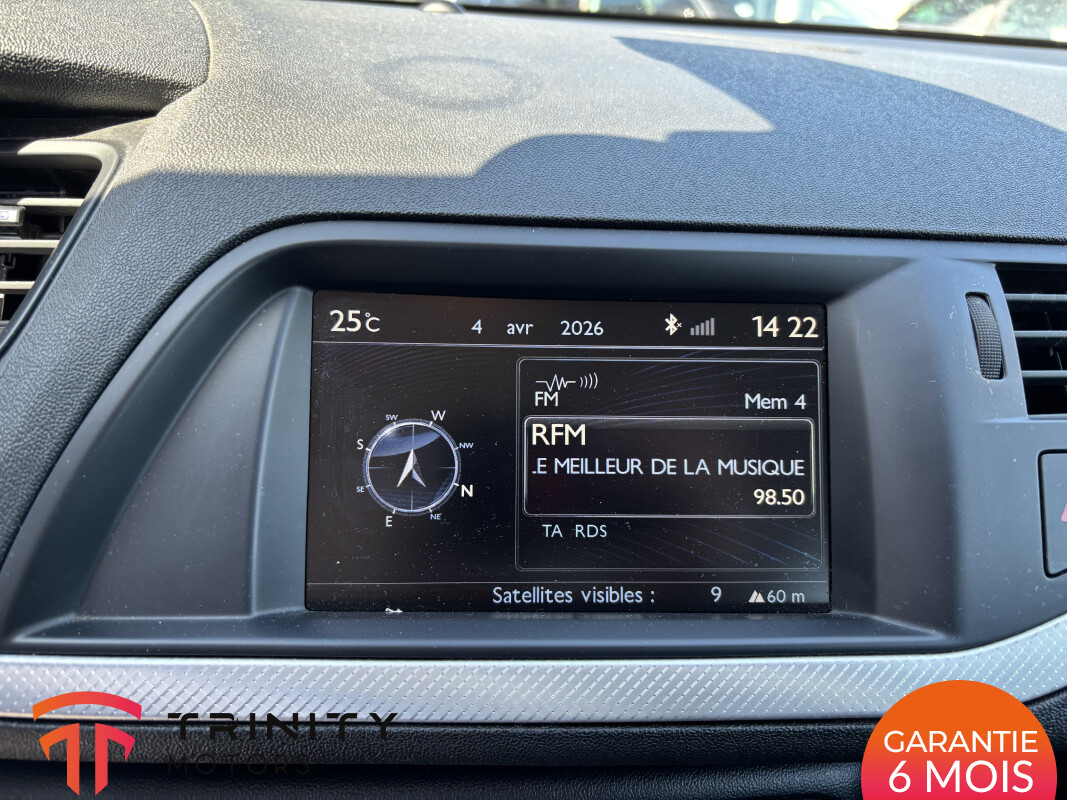 25°C 4 avr 2026 14 22
FM
Mem 4
RFM
.E MEILLEUR DE LA MUSIQUE
98.50
TA RDS
SW W
S NW
SE N
E NE
Satellites visibles : 9 60 m
TRINITY
MOTORS
GARANTIE
6 MOIS